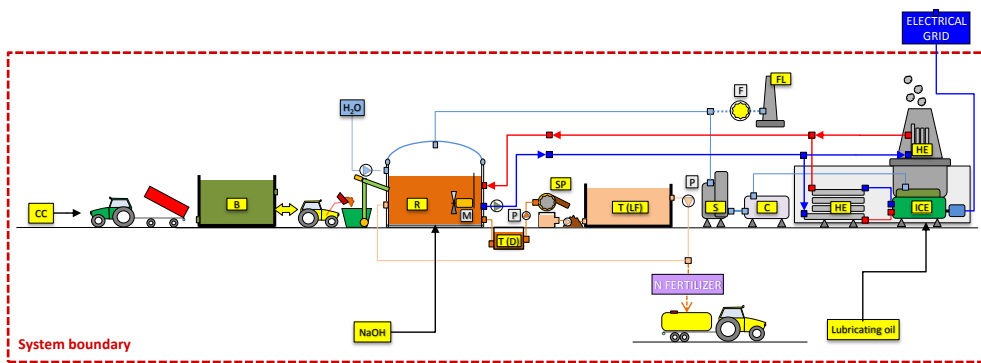 ELECTRICAL
GRID
F
FL
H₂O
HE
SP
P
CC
B
R
M
P
T (LF)
S
C
HE
ICE
T (D)
N FERTILIZER
NaOH
Lubricating oil
System boundary